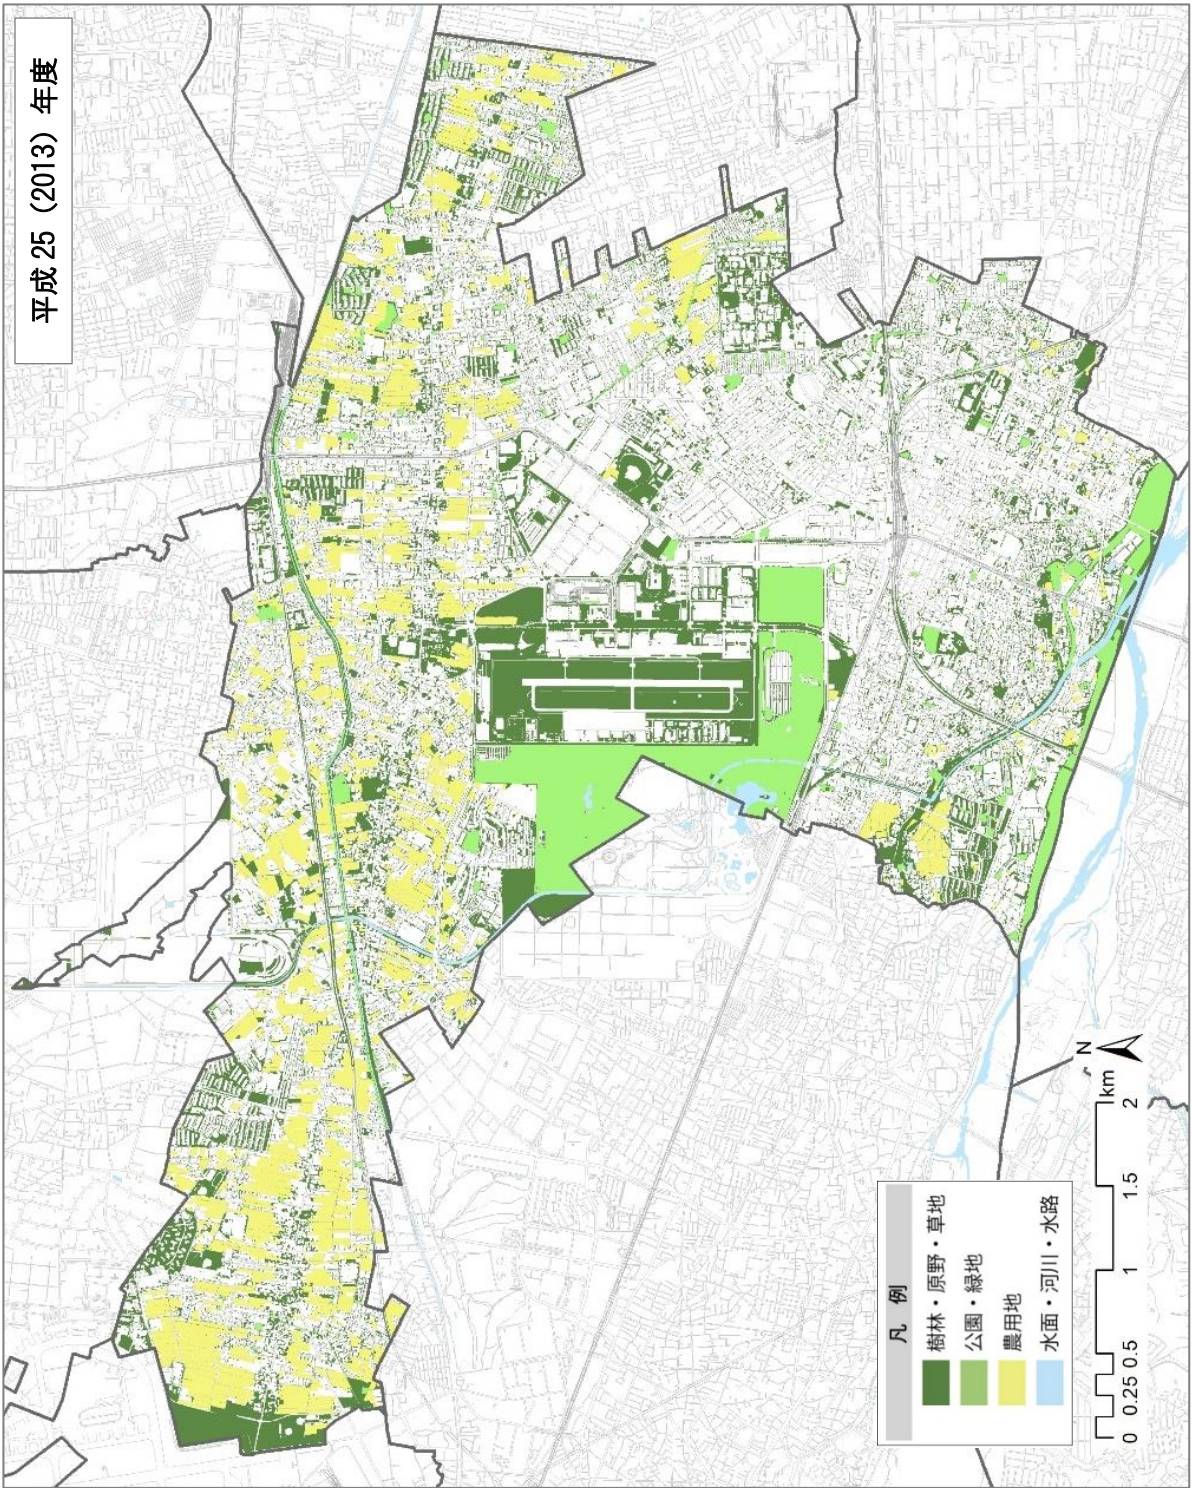 平成 25（2013）年度
凡 例
樹林・原野・草地
公園・緑地
農用地
水面・河川・水路
N
km
0 0.25 0.5 1 1.5 2